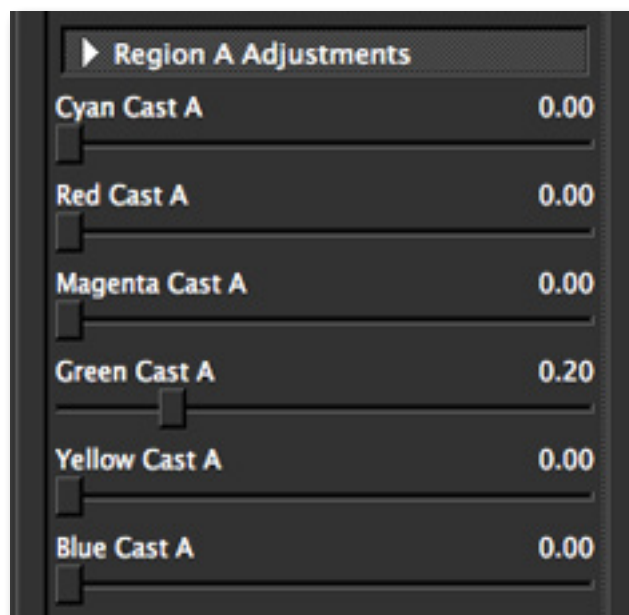 Region A Adjustments
Cyan Cast A 0.00
Red Cast A 0.00
Magenta Cast A 0.00
Green Cast A 0.20
Yellow Cast A 0.00
Blue Cast A 0.00